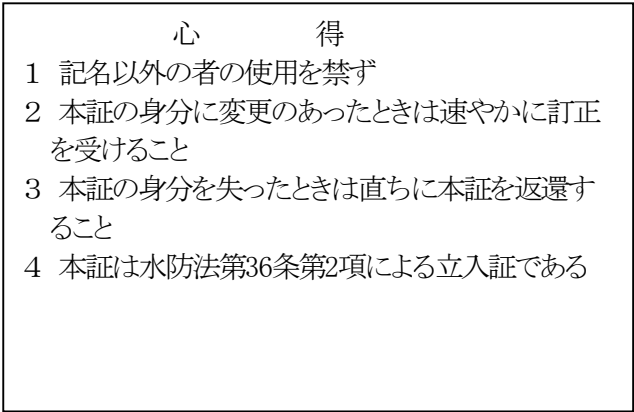 心　　　得
１ 記名以外の者の使用を禁ず
２ 本証の身分に変更のあったときは速やかに訂正
を受けること
３ 本証の身分を失ったときは直ちに本証を返還す
ること
４ 本証は水防法第36条第2項による立入証である